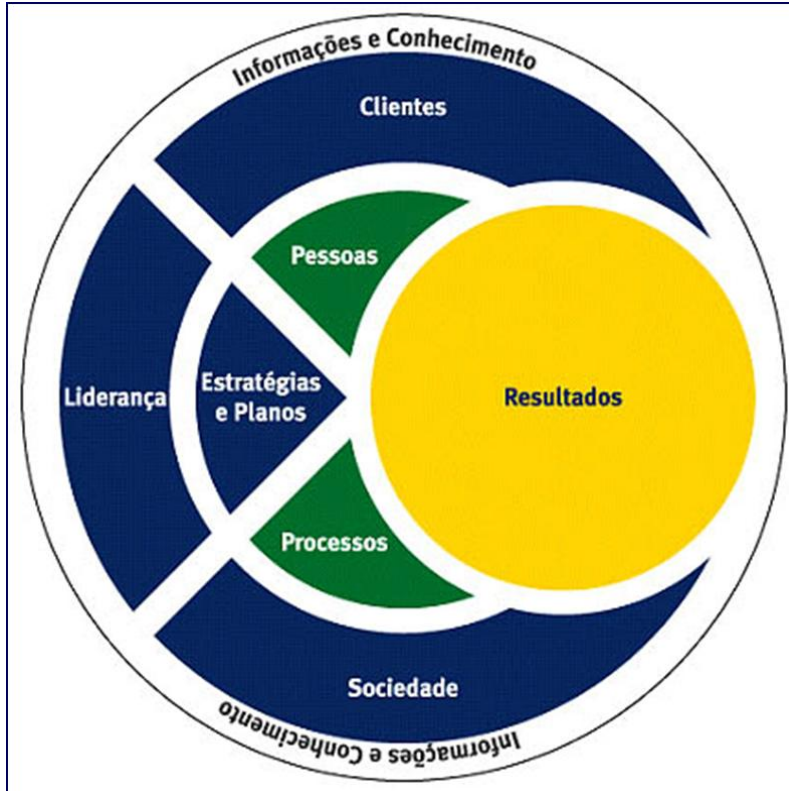 Informações e Conhecimento
Clientes
Pessoas
Liderança
Estratégias
e Planos
Resultados
Processos
Sociedade
Informações e Conhecimento